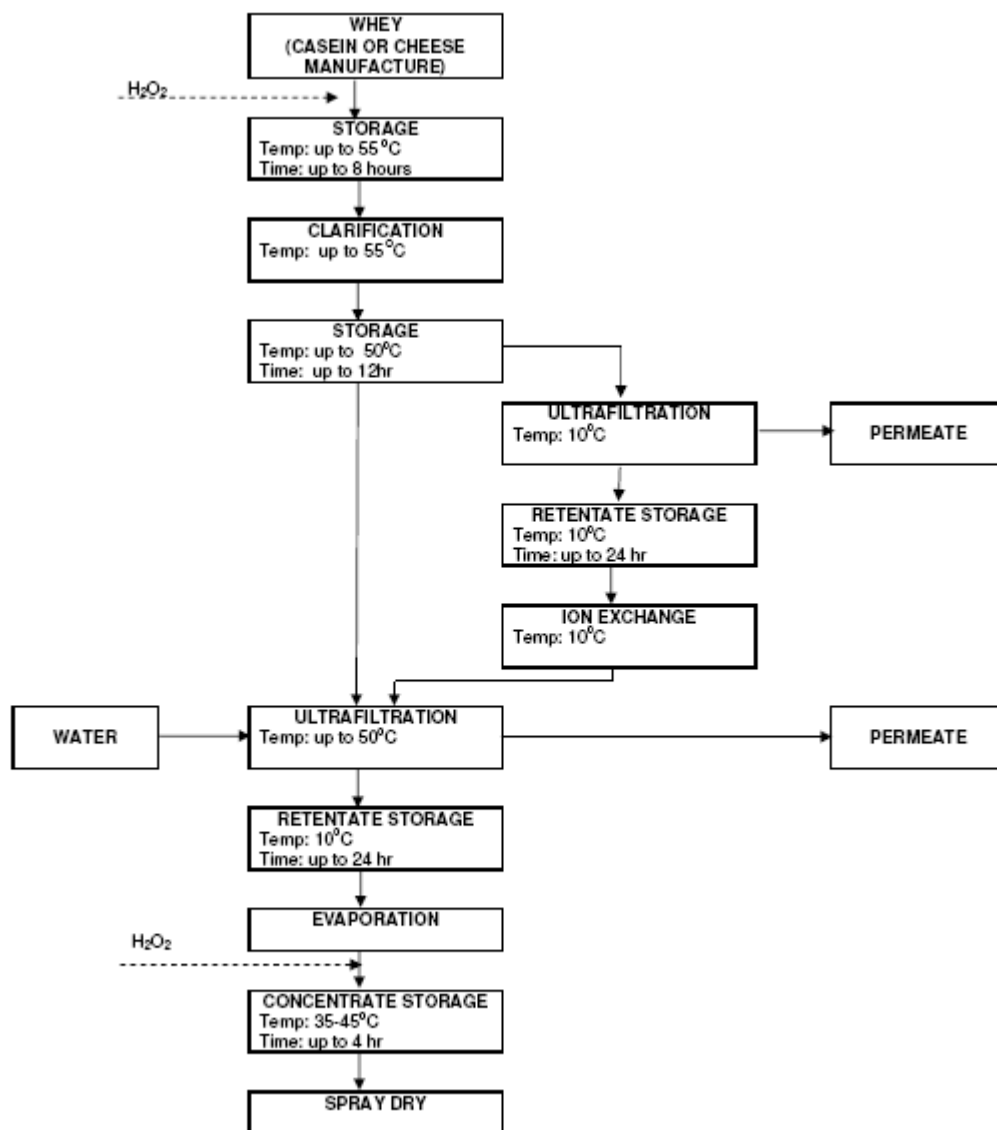 WHEY
(CASEIN OR CHEESE
MANUFACTURE)
H₂O₂
STORAGE
Temp: up to 55°C
Time: up to 8 hours
CLARIFICATION
Temp: up to 55°C
STORAGE
Temp: up to 50°C
Time: up to 12hr
ULTRAFILTRATION
Temp: 10°C
PERMEATE
RETENTATE STORAGE
Temp: 10°C
Time: up to 24 hr
ION EXCHANGE
Temp: 10°C
WATER
ULTRAFILTRATION
Temp: up to 50°C
PERMEATE
RETENTATE STORAGE
Temp: 10°C
Time: up to 24 hr
EVAPORATION
H₂O₂
CONCENTRATE STORAGE
Temp: 35-45°C
Time: up to 4 hr
SPRAY DRY